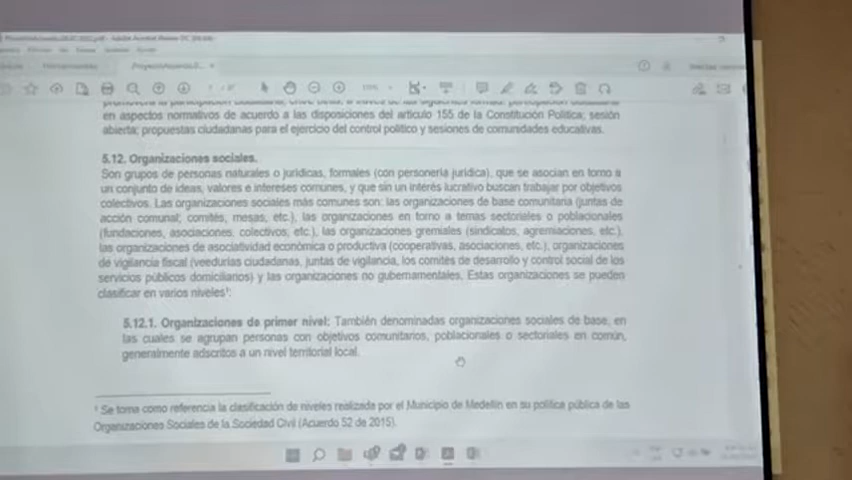 en aspectos normativos de acuerdo a las disposiciones del artículo 155 de la Constitución Política; sesión
abierta; propuestas ciudadanas para el ejercicio del control político y sesiones de comunidades educativas.
5.12. Organizaciones sociales.
Son grupos de personas naturales o jurídicas, formales (con personería jurídica), que se asocian en torno a
un conjunto de ideas, valores e intereses comunes, y que sin un interés lucrativo buscan trabajar por objetivos
colectivos. Las organizaciones sociales más comunes son: las organizaciones de base comunitaria (juntas de
acción comunal; comités, mesas, etc.), las organizaciones en torno a temas sectoriales o poblacionales
(fundaciones, asociaciones, colectivos, etc.), las organizaciones gremiales (sindicatos, agremiaciones, etc.),
las organizaciones de asociatividad económica o productiva (cooperativas, asociaciones, etc.), organizaciones
de vigilancia fiscal (veedurías ciudadanas, juntas de vigilancia, los comités de desarrollo y control social de los
servicios públicos domiciliarios) y las organizaciones no gubernamentales. Estas organizaciones se pueden
clasificar en varios niveles¹:
5.12.1. Organizaciones de primer nivel: También denominadas organizaciones sociales de base, en
las cuales se agrupan personas con objetivos comunitarios, poblacionales o sectoriales en común,
generalmente adscritos a un nivel territorial local.
¹ Se toma como referencia la clasificación de niveles realizada por el Municipio de Medellín en su política pública de las
Organizaciones Sociales de la Sociedad Civil (Acuerdo 52 de 2015).